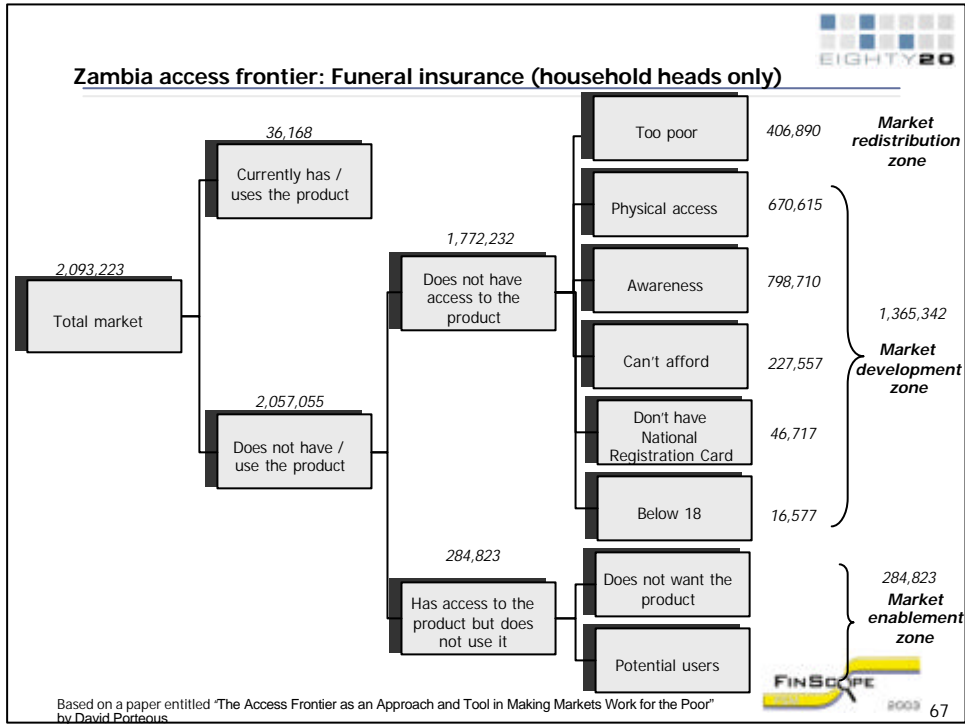 EIGHTY20
Zambia access frontier: Funeral insurance (household heads only)
36,168
Currently has /
uses the product
2,093,223
Total market
2,057,055
Does not have /
use the product
1,772,232
Does not have
access to the
product
284,823
Has access to the
product but does
not use it
Too poor
406,890
Market
redistribution
zone
Physical access
670,615
Awareness
798,710
Can't afford
227,557
Don't have
National
Registration Card
46,717
Below 18
16,577
1,365,342
Market
development
zone
Does not want the
product
Potential users
284,823
Market
enablement
zone
FINSCOPE
2003
67
Based on a paper entitled “The Access Frontier as an Approach and Tool in Making Markets Work for the Poor”
by David Porteous